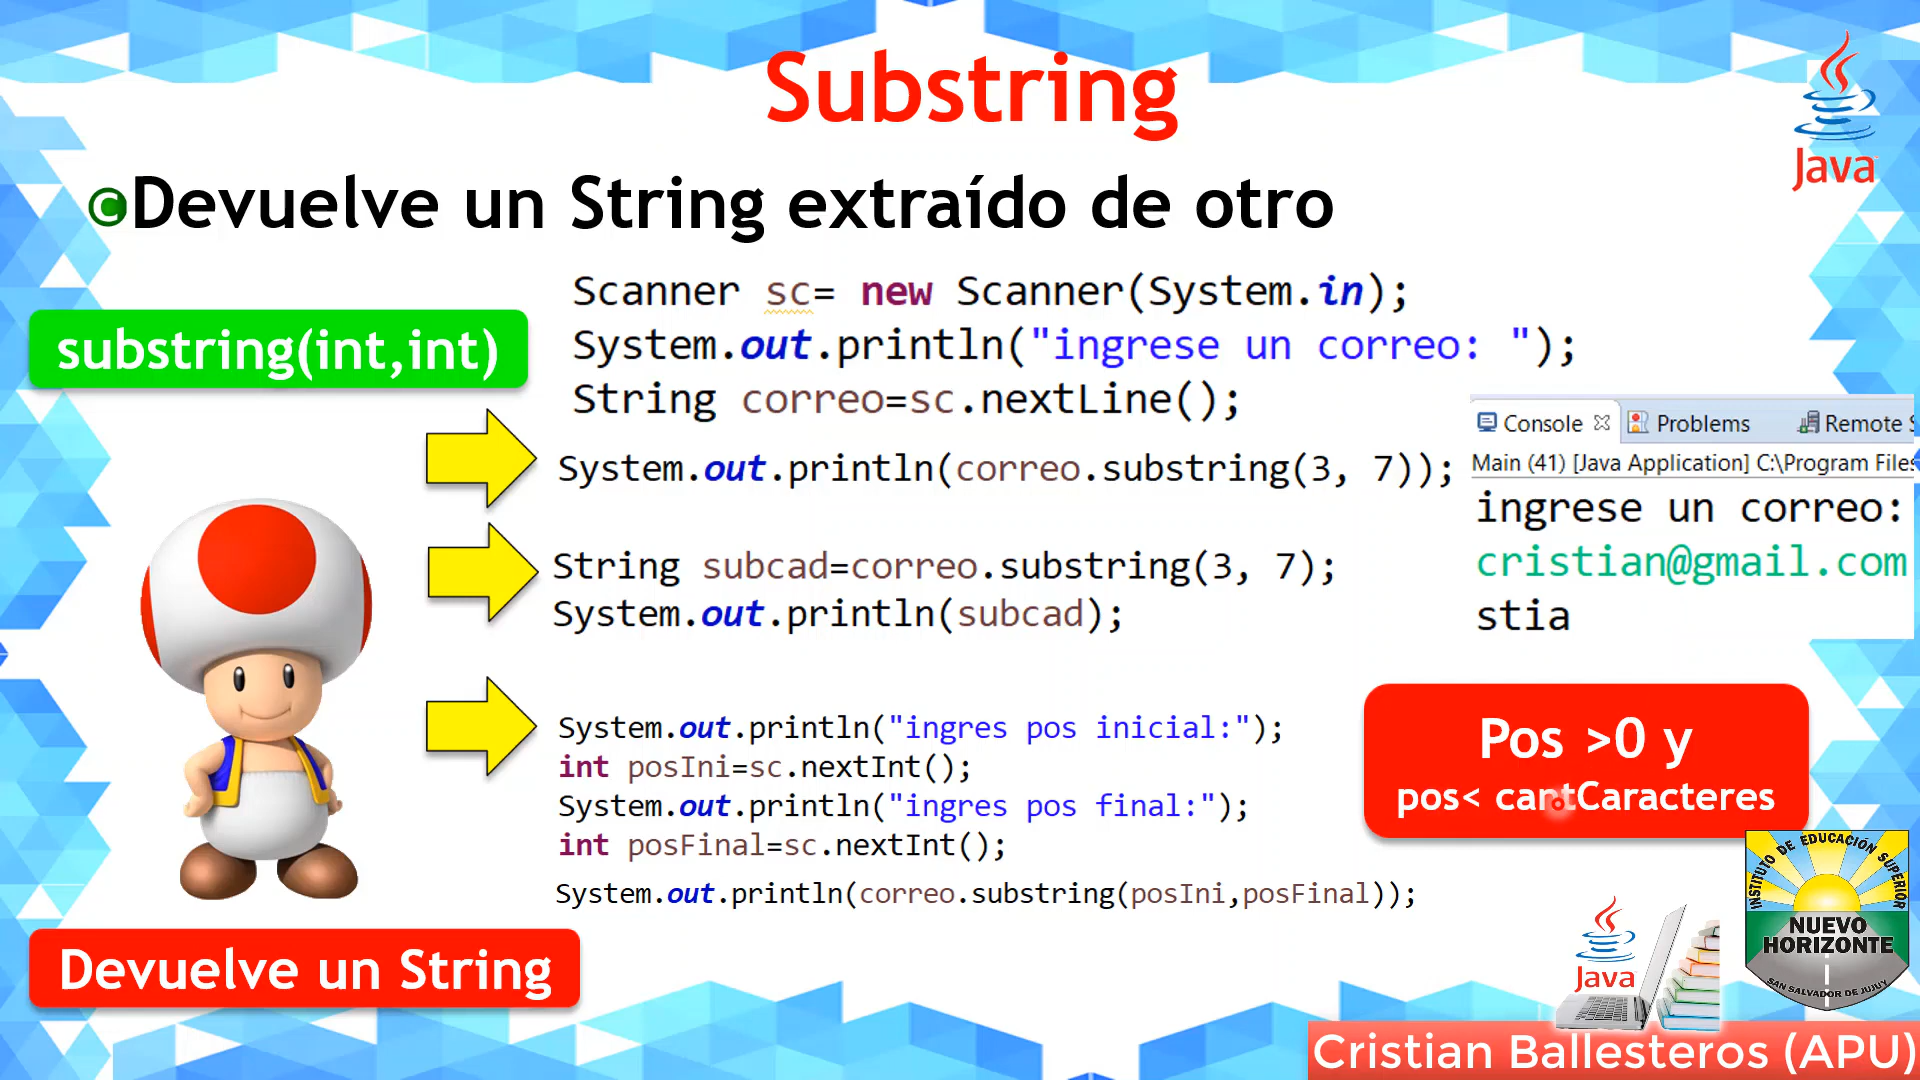 Substring
Java
Devuelve un String extraído de otro
substring(int,int)
Scanner sc= new Scanner(System.in);
System.out.println("ingrese un correo: ");
String correo=sc.nextLine();
System.out.println(correo.substring(3, 7));
String subcad=correo.substring(3, 7);
System.out.println(subcad);
System.out.println("ingres pos inicial:");
int posIni=sc.nextInt();
System.out.println("ingres pos final:");
int posFinal=sc.nextInt();
System.out.println(correo.substring(posIni,posFinal));
Console Problems Remote S
Main (41) [Java Application] C:\Program Files
ingrese un correo:
cristian@gmail.com
stia
Pos >0 y
pos< cantCaracteres
Devuelve un String
Java
INSTITUTO DE EDUCACIÓN SUPERIOR
NUEVO
HORIZONTE
SAN SALVADOR DE JUJUY
Cristian Ballesteros (APU)